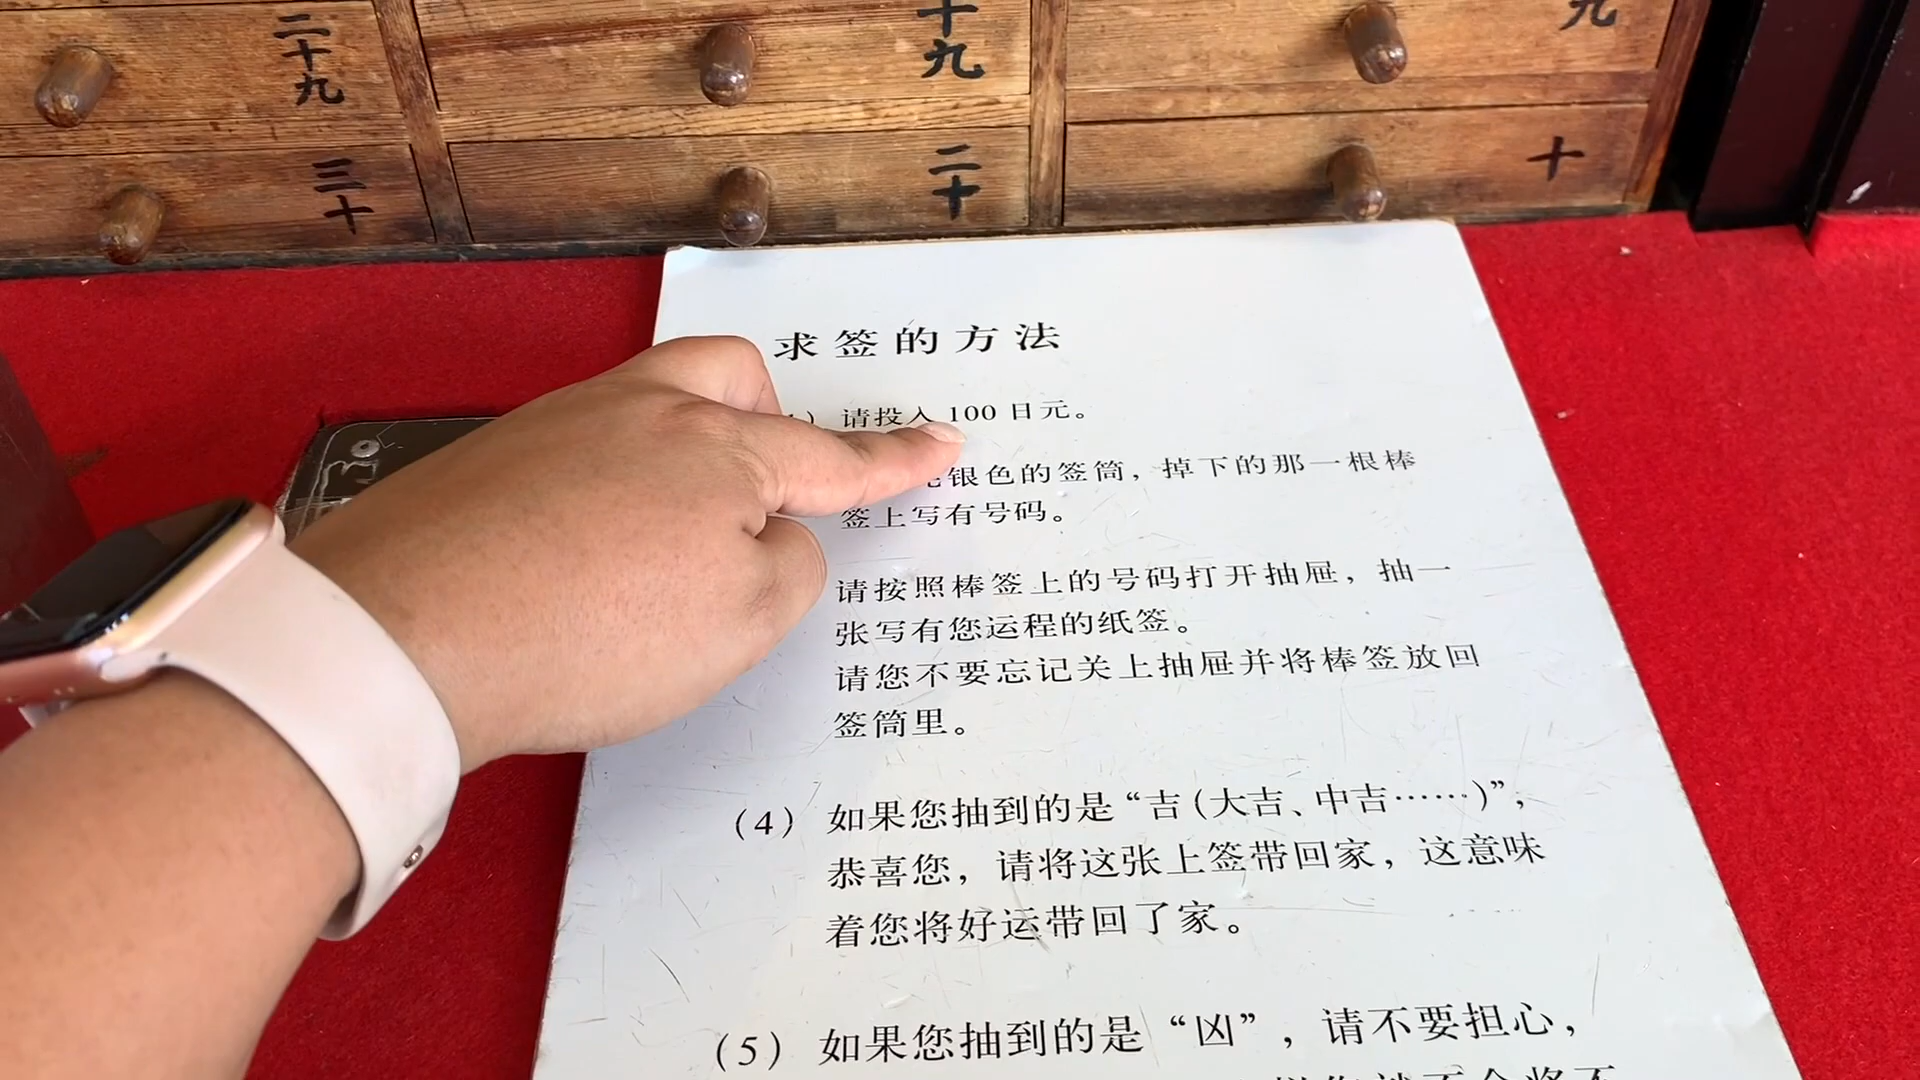 二十九
十九
九
三十
二十
十
求签的方法
请投入 100 日元。
银色的签筒，掉下的那一根棒
签上写有号码。
请按照棒签上的号码打开抽屉，抽一
张写有您运程的纸签。
请您不要忘记关上抽屉并将棒签放回
签筒里。
（4） 如果您抽到的是“吉（大吉、中吉……）”，
恭喜您，请将这张上签带回家，这意味
着您将好运带回了家。
（5） 如果您抽到的是“凶”，请不要担心，